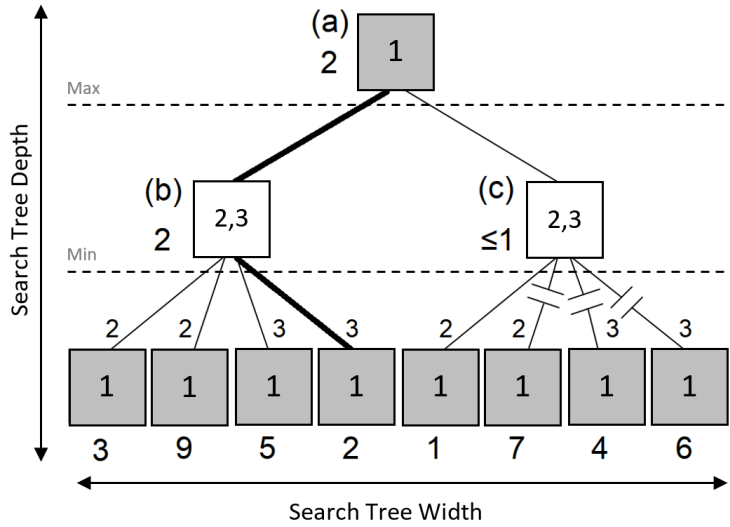 (a)
1
2
Max
(b)
2,3
2
(c)
2,3
≤1
Min
2 2 3 3 2 2 3 3
1 1 1 1 1 1 1 1
3 9 5 2 1 7 4 6
Search Tree Depth
Search Tree Width